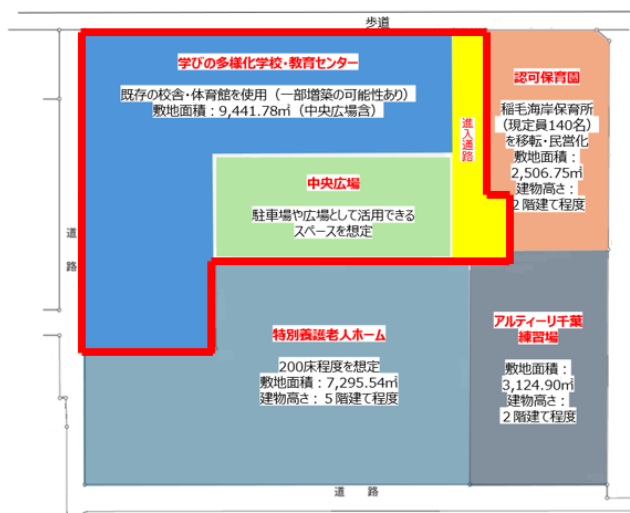 歩道
学びの多様化学校・教育センター
既存の校舎・体育館を使用（一部増築の可能性あり）
敷地面積：9,441.78㎡（中央広場含）
進入通路
認可保育園
稲毛海岸保育所
（現定員140名）
を移転・民営化
敷地面積：
2,506.75㎡
建物高さ：
２階建て程度
中央広場
駐車場や広場として活用できる
スペースを想定
道路
特別養護老人ホーム
200床程度を想定
敷地面積：7,295.54㎡
建物高さ：５階建て程度
アルティーリ千葉
練習場
敷地面積：
3,124.90㎡
建物高さ：
２階建て程度
道　路